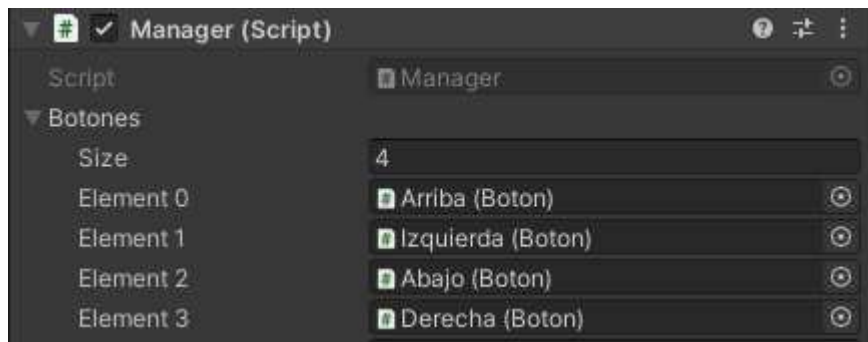 Manager (Script)
Script Manager
Botones
Size 4
Element 0 Arriba (Boton)
Element 1 Izquierda (Boton)
Element 2 Abajo (Boton)
Element 3 Derecha (Boton)